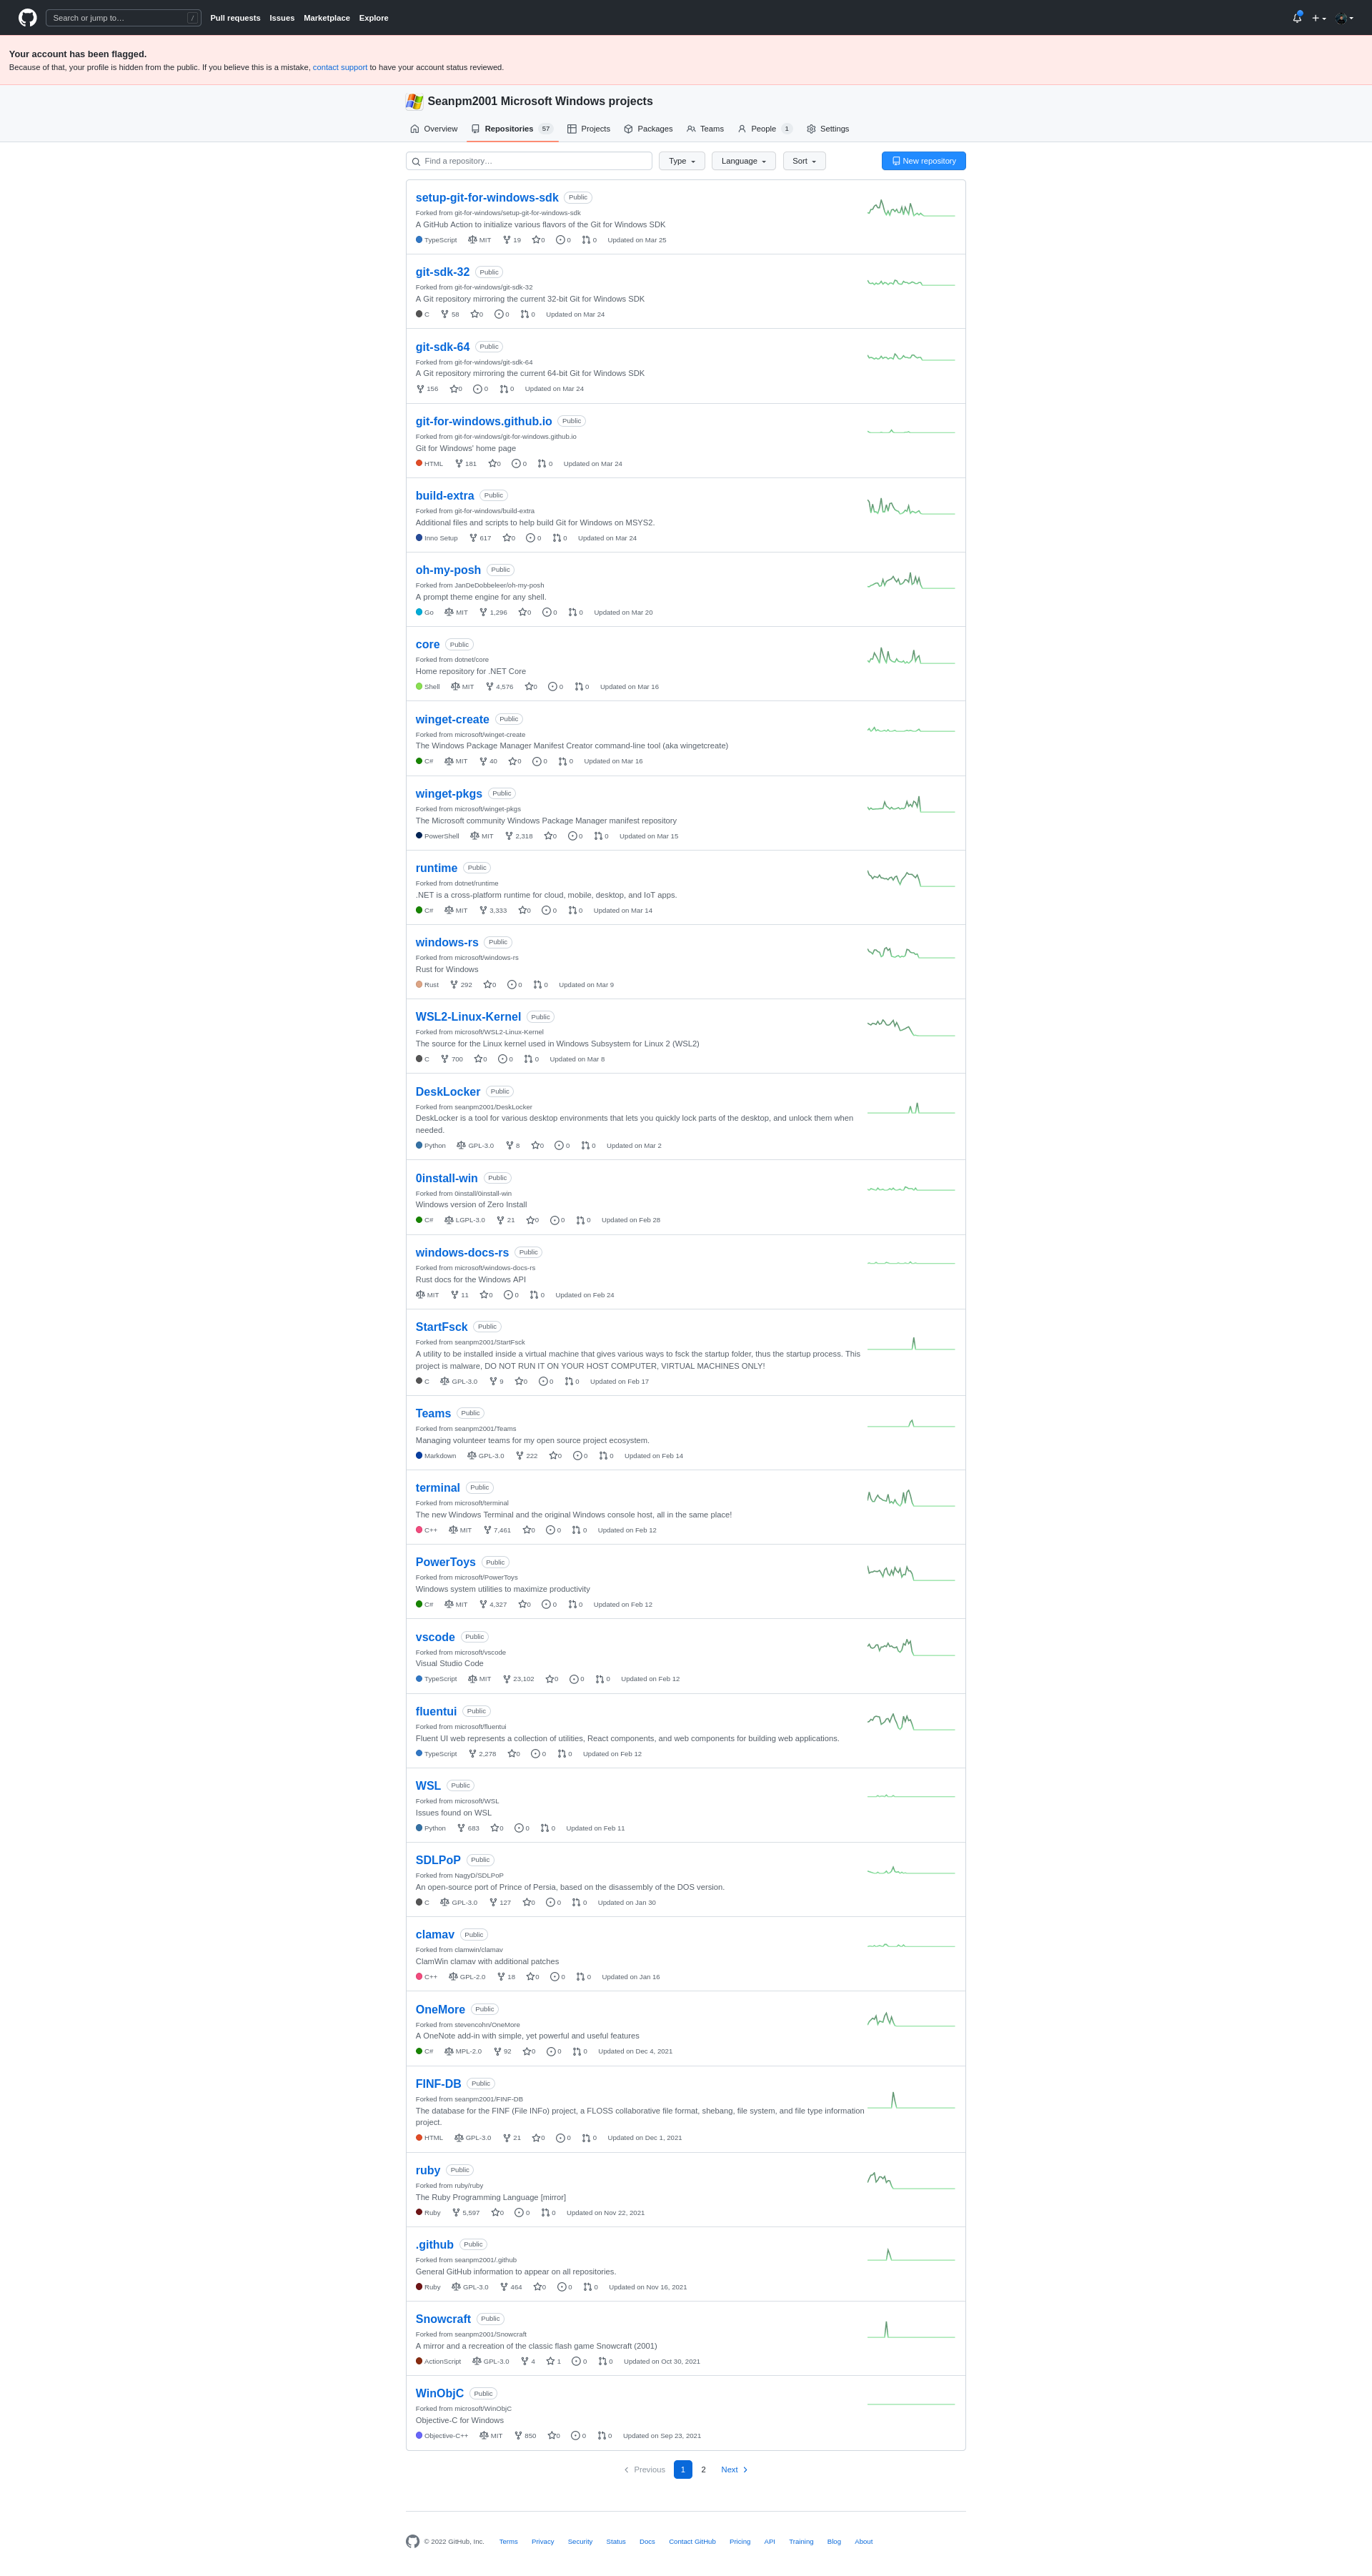 Search or jump to… /
Pull requests Issues Marketplace Explore
Your account has been flagged.
Because of that, your profile is hidden from the public. If you believe this is a mistake, contact support to have your account status reviewed.
Seanpm2001 Microsoft Windows projects
Overview Repositories 57 Projects Packages Teams People 1 Settings
Find a repository… Type Language Sort New repository
setup-git-for-windows-sdk Public
Forked from git-for-windows/setup-git-for-windows-sdk
A GitHub Action to initialize various flavors of the Git for Windows SDK
TypeScript MIT 19 0 0 0 Updated on Mar 25
git-sdk-32 Public
Forked from git-for-windows/git-sdk-32
A Git repository mirroring the current 32-bit Git for Windows SDK
C 58 0 0 0 Updated on Mar 24
git-sdk-64 Public
Forked from git-for-windows/git-sdk-64
A Git repository mirroring the current 64-bit Git for Windows SDK
156 0 0 0 Updated on Mar 24
git-for-windows.github.io Public
Forked from git-for-windows/git-for-windows.github.io
Git for Windows' home page
HTML 181 0 0 0 Updated on Mar 24
build-extra Public
Forked from git-for-windows/build-extra
Additional files and scripts to help build Git for Windows on MSYS2.
Inno Setup 617 0 0 0 Updated on Mar 24
oh-my-posh Public
Forked from JanDeDobbeleer/oh-my-posh
A prompt theme engine for any shell.
Go MIT 1,296 0 0 0 Updated on Mar 20
core Public
Forked from dotnet/core
Home repository for .NET Core
Shell MIT 4,576 0 0 0 Updated on Mar 16
winget-create Public
Forked from microsoft/winget-create
The Windows Package Manager Manifest Creator command-line tool (aka wingetcreate)
C# MIT 40 0 0 0 Updated on Mar 16
winget-pkgs Public
Forked from microsoft/winget-pkgs
The Microsoft community Windows Package Manager manifest repository
PowerShell MIT 2,318 0 0 0 Updated on Mar 15
runtime Public
Forked from dotnet/runtime
.NET is a cross-platform runtime for cloud, mobile, desktop, and IoT apps.
C# MIT 3,333 0 0 0 Updated on Mar 14
windows-rs Public
Forked from microsoft/windows-rs
Rust for Windows
Rust 292 0 0 0 Updated on Mar 9
WSL2-Linux-Kernel Public
Forked from microsoft/WSL2-Linux-Kernel
The source for the Linux kernel used in Windows Subsystem for Linux 2 (WSL2)
C 700 0 0 0 Updated on Mar 8
DeskLocker Public
Forked from seanpm2001/DeskLocker
DeskLocker is a tool for various desktop environments that lets you quickly lock parts of the desktop, and unlock them when
needed.
Python GPL-3.0 8 0 0 0 Updated on Mar 2
0install-win Public
Forked from 0install/0install-win
Windows version of Zero Install
C# LGPL-3.0 21 0 0 0 Updated on Feb 28
windows-docs-rs Public
Forked from microsoft/windows-docs-rs
Rust docs for the Windows API
MIT 11 0 0 0 Updated on Feb 24
StartFsck Public
Forked from seanpm2001/StartFsck
A utility to be installed inside a virtual machine that gives various ways to fsck the startup folder, thus the startup process. This
project is malware, DO NOT RUN IT ON YOUR HOST COMPUTER, VIRTUAL MACHINES ONLY!
C GPL-3.0 9 0 0 0 Updated on Feb 17
Teams Public
Forked from seanpm2001/Teams
Managing volunteer teams for my open source project ecosystem.
Markdown GPL-3.0 222 0 0 0 Updated on Feb 14
terminal Public
Forked from microsoft/terminal
The new Windows Terminal and the original Windows console host, all in the same place!
C++ MIT 7,461 0 0 0 Updated on Feb 12
PowerToys Public
Forked from microsoft/PowerToys
Windows system utilities to maximize productivity
C# MIT 4,327 0 0 0 Updated on Feb 12
vscode Public
Forked from microsoft/vscode
Visual Studio Code
TypeScript MIT 23,102 0 0 0 Updated on Feb 12
fluentui Public
Forked from microsoft/fluentui
Fluent UI web represents a collection of utilities, React components, and web components for building web applications.
TypeScript 2,278 0 0 0 Updated on Feb 12
WSL Public
Forked from microsoft/WSL
Issues found on WSL
Python 683 0 0 0 Updated on Feb 11
SDLPoP Public
Forked from NagyD/SDLPoP
An open-source port of Prince of Persia, based on the disassembly of the DOS version.
C GPL-3.0 127 0 0 0 Updated on Jan 30
clamav Public
Forked from clamwin/clamav
ClamWin clamav with additional patches
C++ GPL-2.0 18 0 0 0 Updated on Jan 16
OneMore Public
Forked from stevencohn/OneMore
A OneNote add-in with simple, yet powerful and useful features
C# MPL-2.0 92 0 0 0 Updated on Dec 4, 2021
FINF-DB Public
Forked from seanpm2001/FINF-DB
The database for the FINF (File INFo) project, a FLOSS collaborative file format, shebang, file system, and file type information
project.
HTML GPL-3.0 21 0 0 0 Updated on Dec 1, 2021
ruby Public
Forked from ruby/ruby
The Ruby Programming Language [mirror]
Ruby 5,597 0 0 0 Updated on Nov 22, 2021
.github Public
Forked from seanpm2001/.github
General GitHub information to appear on all repositories.
Ruby GPL-3.0 464 0 0 0 Updated on Nov 16, 2021
Snowcraft Public
Forked from seanpm2001/Snowcraft
A mirror and a recreation of the classic flash game Snowcraft (2001)
ActionScript GPL-3.0 4 1 0 0 Updated on Oct 30, 2021
WinObjC Public
Forked from microsoft/WinObjC
Objective-C for Windows
Objective-C++ MIT 850 0 0 0 Updated on Sep 23, 2021
Previous 1 2 Next
© 2022 GitHub, Inc. Terms Privacy Security Status Docs Contact GitHub Pricing API Training Blog About